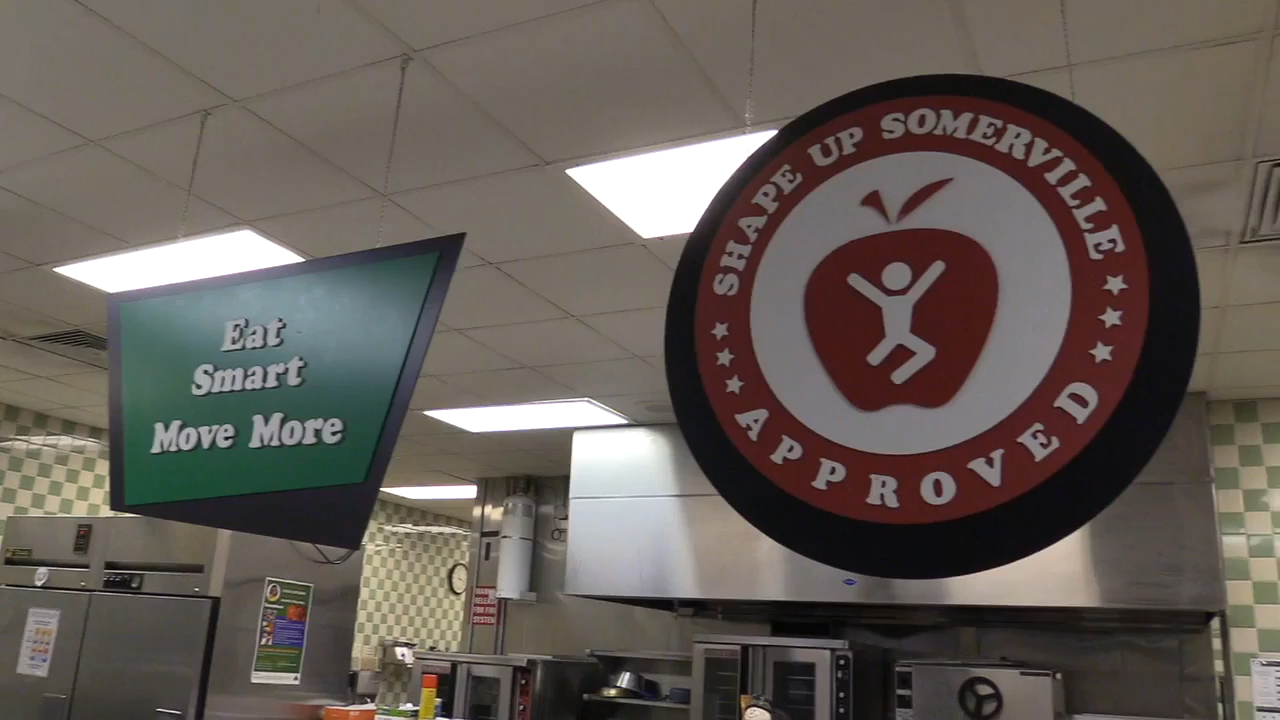 Eat
Smart
Move More
SHAPE UP SOMERVILLE
APPROVED